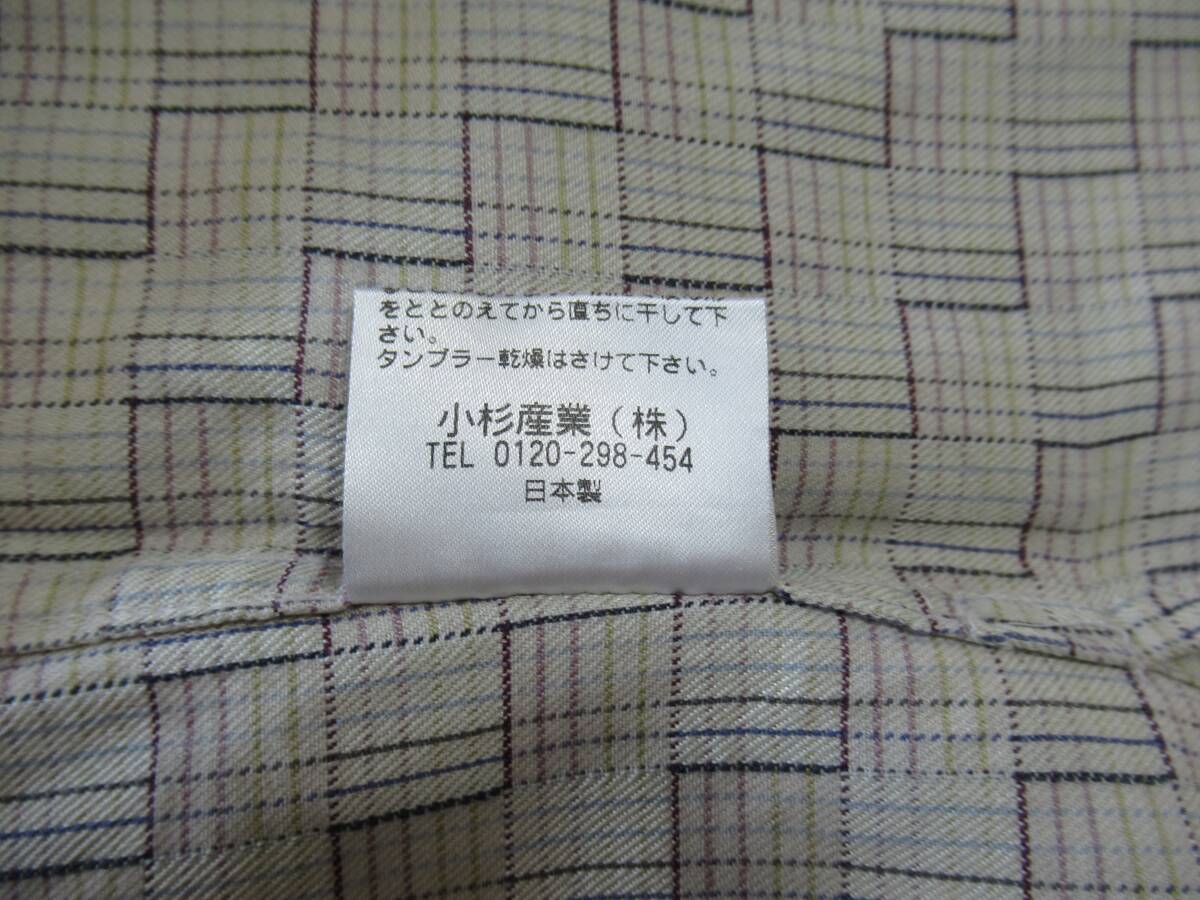 をととのえてから直ちに干して下
さい。
タンブラー乾燥はさけて下さい。
小杉産業(株)
TEL 0120-298-454
日本製